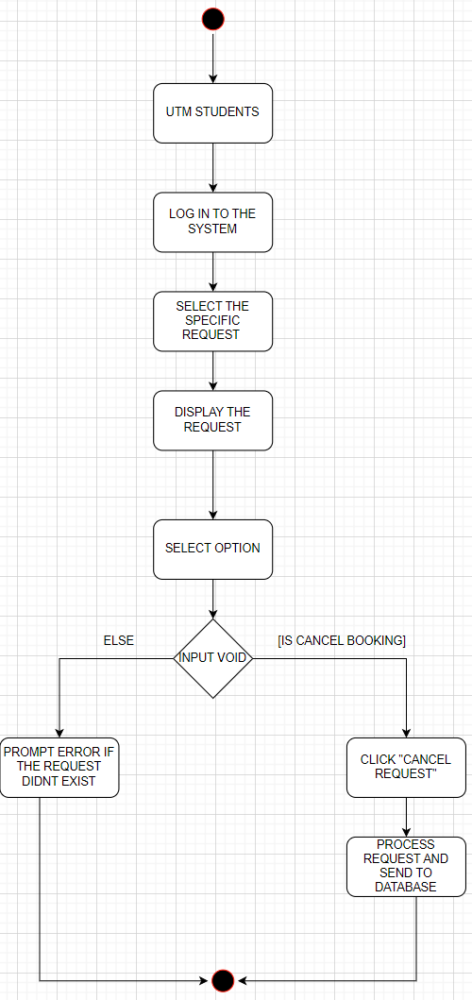 UTM STUDENTS
LOG IN TO THE
SYSTEM
SELECT THE
SPECIFIC
REQUEST
DISPLAY THE
REQUEST
SELECT OPTION
ELSE
[IS CANCEL BOOKING]
INPUT VOID
PROMPT ERROR IF
THE REQUEST
DIDNT EXIST
CLICK "CANCEL
REQUEST"
PROCESS
REQUEST AND
SEND TO
DATABASE